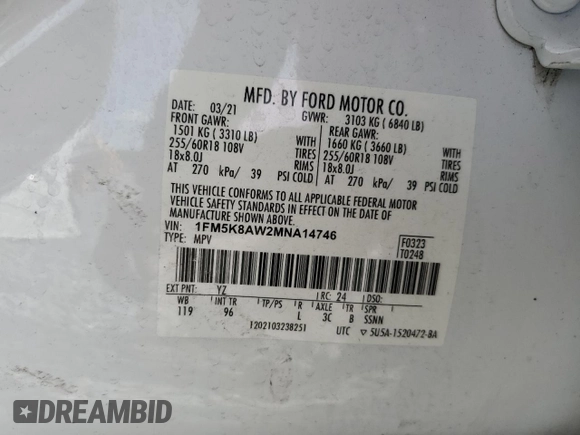 MFD. BY FORD MOTOR CO.
DATE: 03/21 GVWR: 3103 KG ( 6840 LB)
FRONT GAWR: REAR GAWR:
1501 KG ( 3310 LB) WITH 1660 KG ( 3660 LB) WITH
255/60R18 108V TIRES 255/60R18 108V TIRES
18x8.0J RIMS 18x8.0J RIMS
AT 270 kPa/ 39 PSI COLD AT 270 kPa/ 39 PSI COLD
THIS VEHICLE CONFORMS TO ALL APPLICABLE FEDERAL MOTOR
VEHICLE SAFETY STANDARDS IN EFFECT ON THE DATE OF
MANUFACTURE SHOWN ABOVE.
VIN: 1FM5K8AW2MNA14746
TYPE: MPV F0323
T0248
EXT PNT: YZ RC: 24 DSO:
WB INT TR TP/PS R AXLE TR SPR
119 96 L 3C B SSNN
1202103238251 UTC ▽ 5U5A-1520472-BA
DREAMBID